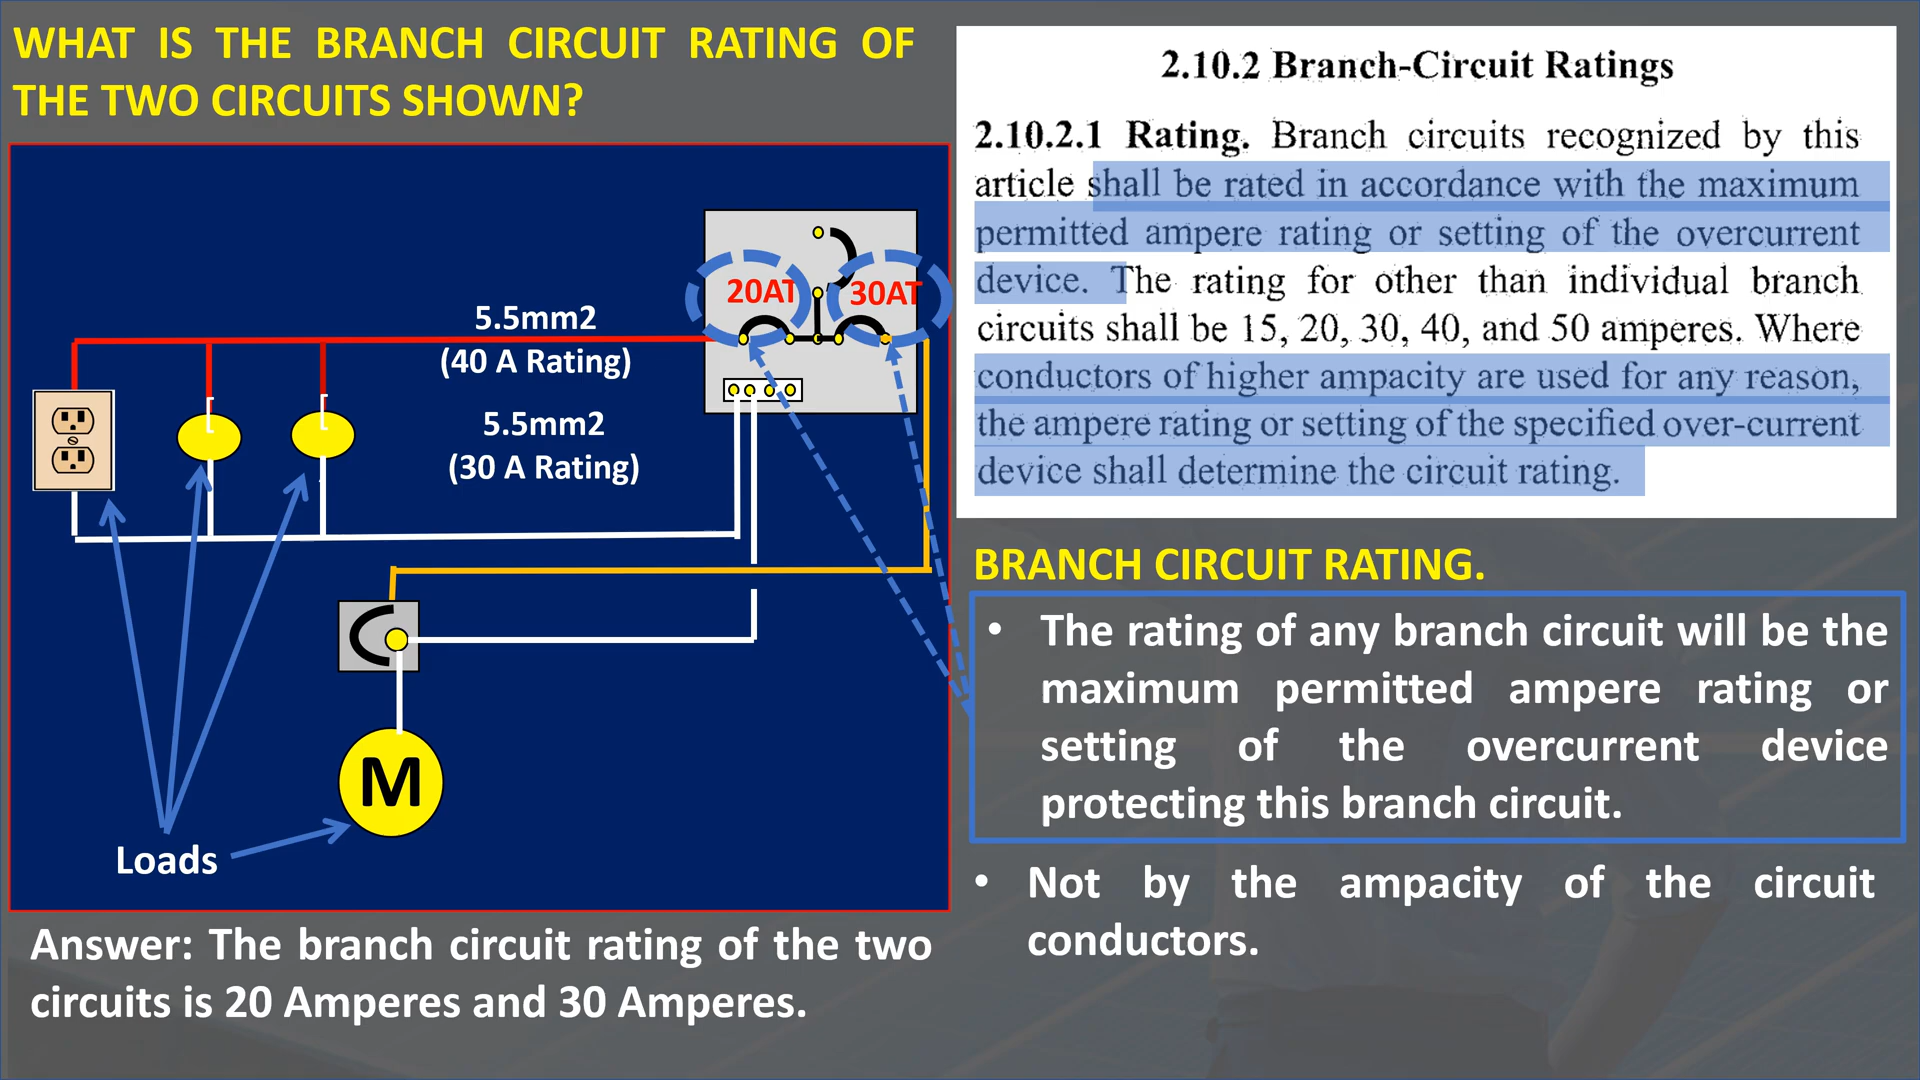 WHAT IS THE BRANCH CIRCUIT RATING OF
THE TWO CIRCUITS SHOWN?
20AT
30AT
5.5mm2
(40 A Rating)
5.5mm2
(30 A Rating)
M
Loads
Answer: The branch circuit rating of the two
circuits is 20 Amperes and 30 Amperes.
2.10.2 Branch-Circuit Ratings
2.10.2.1 Rating. Branch circuits recognized by this
article shall be rated in accordance with the maximum
permitted ampere rating or setting of the overcurrent
device. The rating for other than individual branch
circuits shall be 15, 20, 30, 40, and 50 amperes. Where
conductors of higher ampacity are used for any reason,
the ampere rating or setting of the specified over-current
device shall determine the circuit rating.
BRANCH CIRCUIT RATING.
• The rating of any branch circuit will be the
maximum permitted ampere rating or
setting of the overcurrent device
protecting this branch circuit.
• Not by the ampacity of the circuit
conductors.